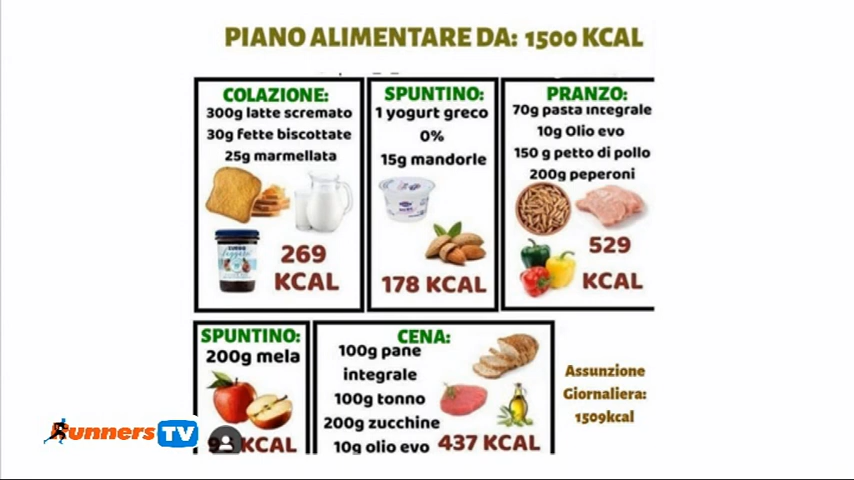 PIANO ALIMENTARE DA: 1500 KCAL
COLAZIONE:
300g latte scremato
30g fette biscottate
25g marmellata
269
KCAL
SPUNTINO:
1 yogurt greco
0%
15g mandorle
178 KCAL
PRANZO:
70g pasta integrale
10g Olio evo
150 g petto di pollo
200g peperoni
529
KCAL
SPUNTINO:
200g mela
KCAL
CENA:
100g pane
integrale
100g tonno
200g zucchine
10g olio evo
437 KCAL
Assunzione
Giornaliera:
1509kcal
RunnersTV